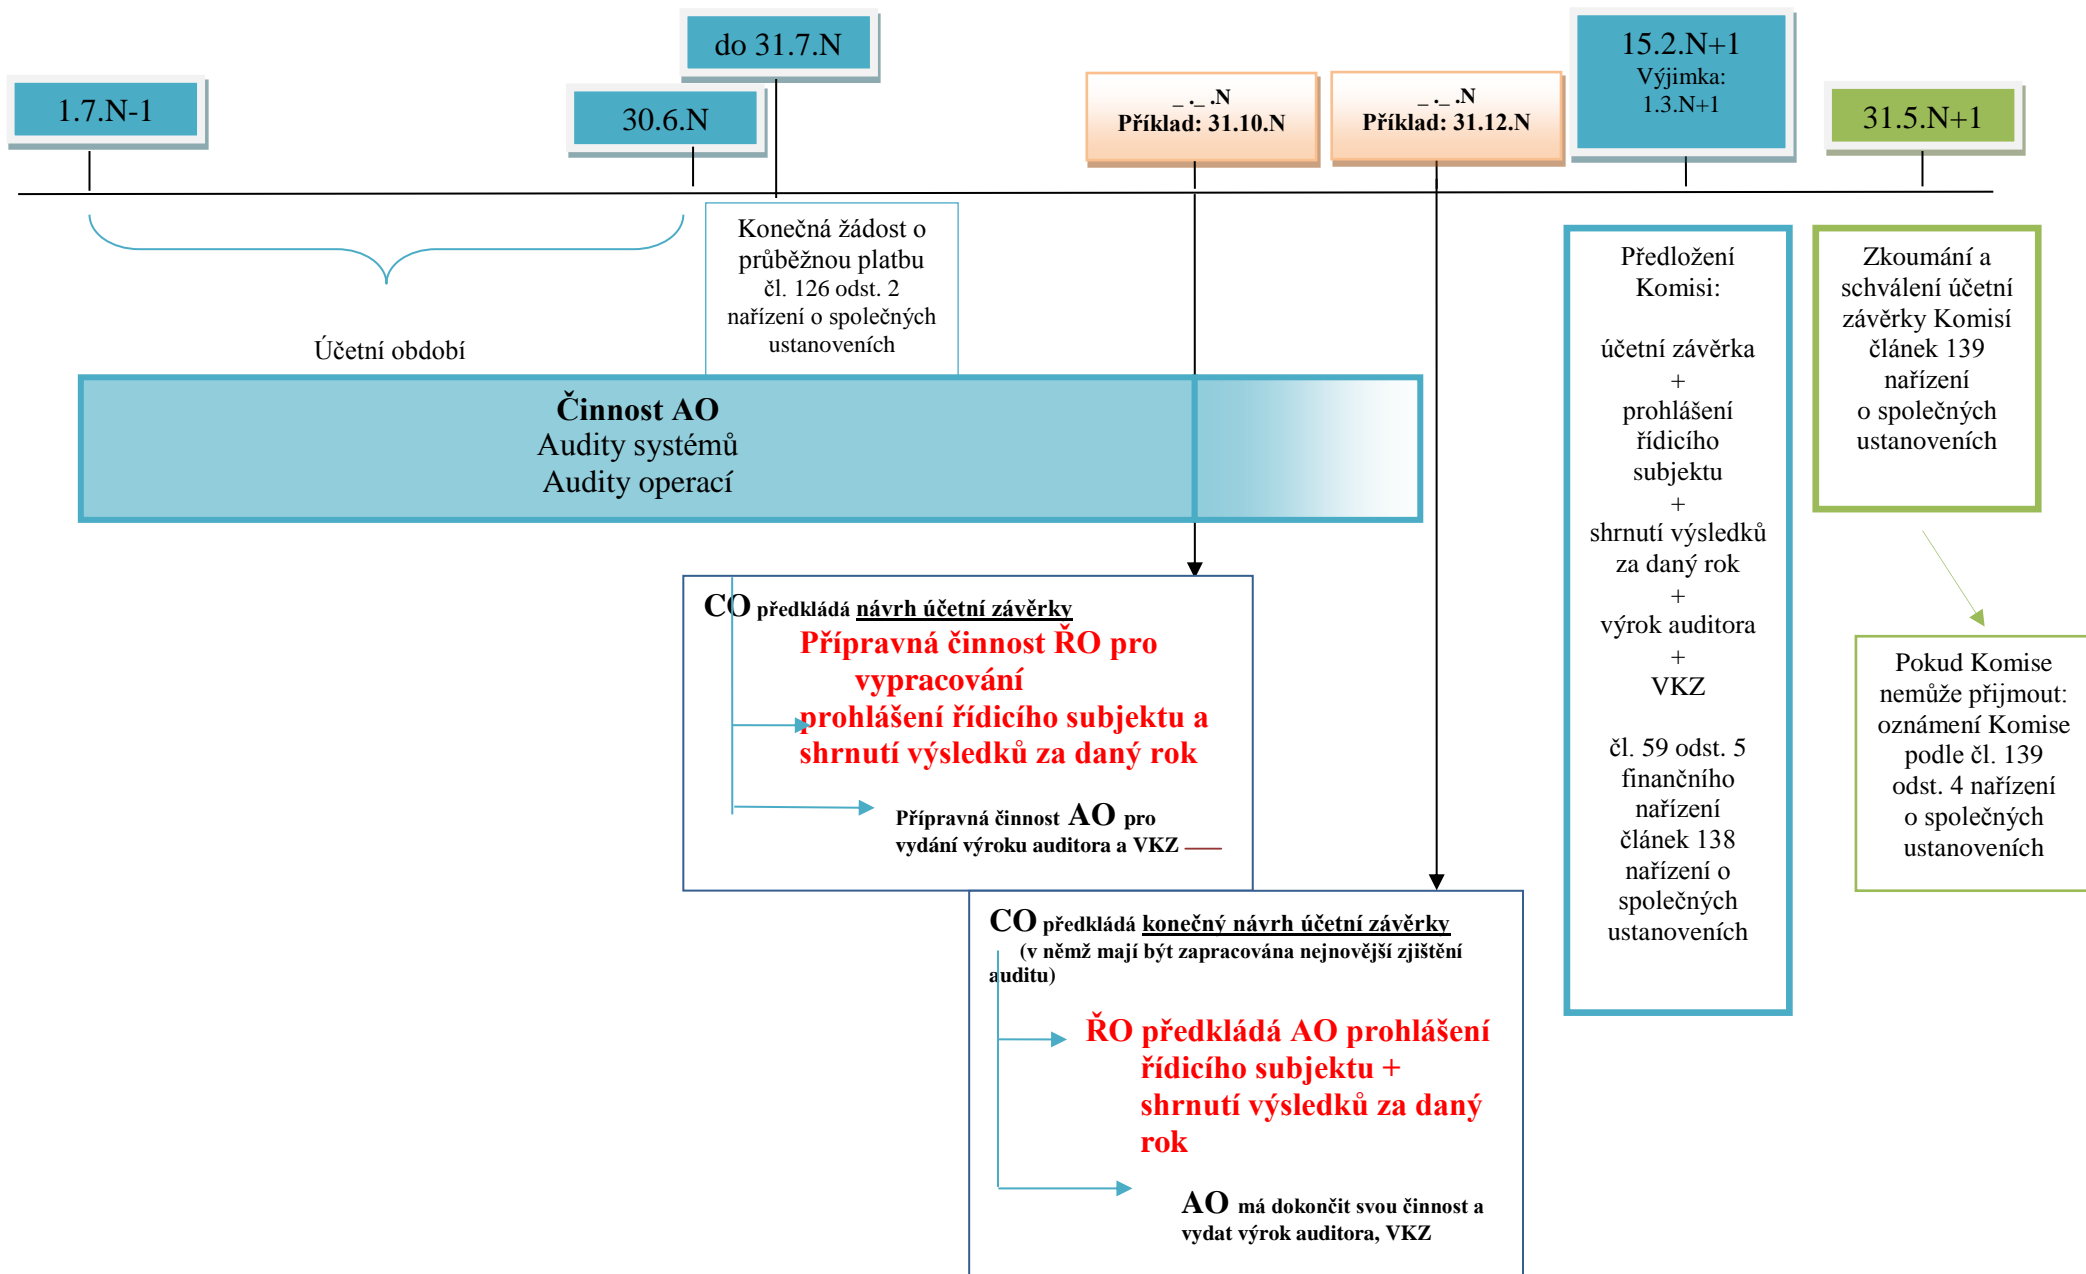 1.7.N-1
30.6.N
do 31.7.N
_ ._ .N
Příklad: 31.10.N
_ ._ .N
Příklad: 31.12.N
15.2.N+1
Výjimka:
1.3.N+1
31.5.N+1
Účetní období
Konečná žádost o
průběžnou platbu
čl. 126 odst. 2
nařízení o společných
ustanoveních
Činnost AO
Audity systémů
Audity operací
CO předkládá návrh účetní závěrky
Přípravná činnost ŘO pro
vypracování
prohlášení řídicího subjektu a
shrnutí výsledků za daný rok
Přípravná činnost AO pro
vydání výroku auditora a VKZ
CO předkládá konečný návrh účetní závěrky
(v němž mají být zapracována nejnovější zjištění
auditu)
ŘO předkládá AO prohlášení
řídicího subjektu +
shrnutí výsledků za daný
rok
AO má dokončit svou činnost a
vydat výrok auditora, VKZ
Předložení
Komisi:
účetní závěrka
+
prohlášení
řídicího
subjektu
+
shrnutí výsledků
za daný rok
+
výrok auditora
+
VKZ
čl. 59 odst. 5
finančního
nařízení
článek 138
nařízení o
společných
ustanoveních
Zkoumání a
schválení účetní
závěrky Komisí
článek 139
nařízení
o společných
ustanoveních
Pokud Komise
nemůže přijmout:
oznámení Komise
podle čl. 139
odst. 4 nařízení
o společných
ustanoveních